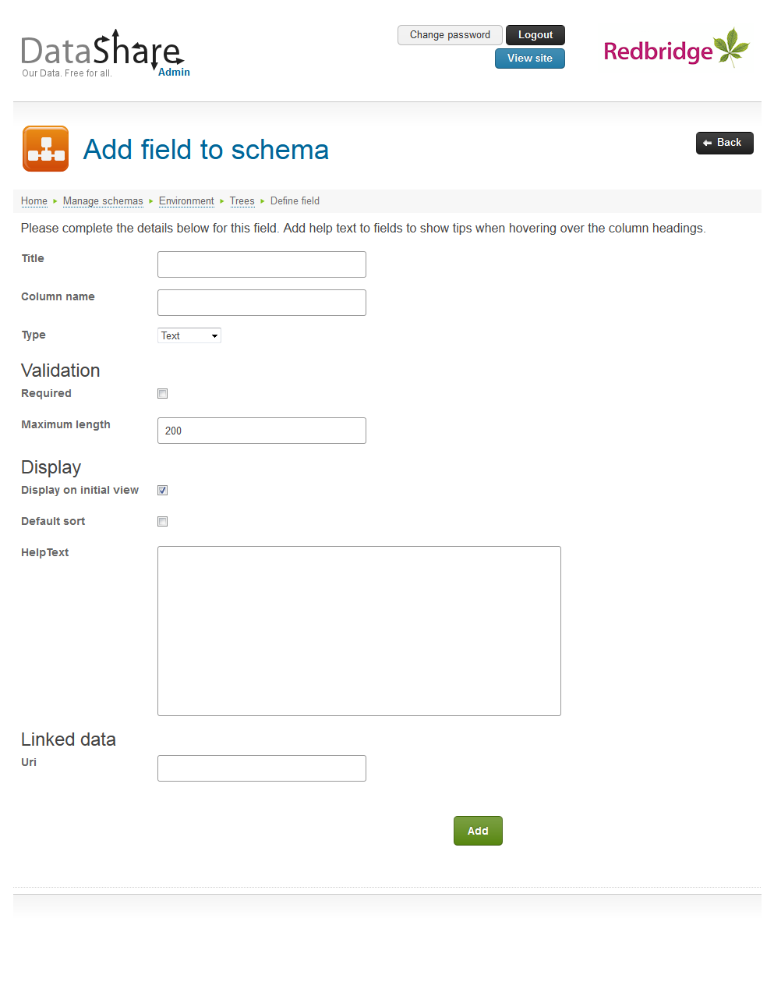 DataShare
Our Data. Free for all.
Admin
Change password
Logout
View site
Redbridge
Add field to schema
Back
Home Manage schemas Environment Trees Define field
Please complete the details below for this field. Add help text to fields to show tips when hovering over the column headings.
Title
Column name
Type Text
Validation
Required
Maximum length 200
Display
Display on initial view
Default sort
HelpText
Linked data
Uri
Add